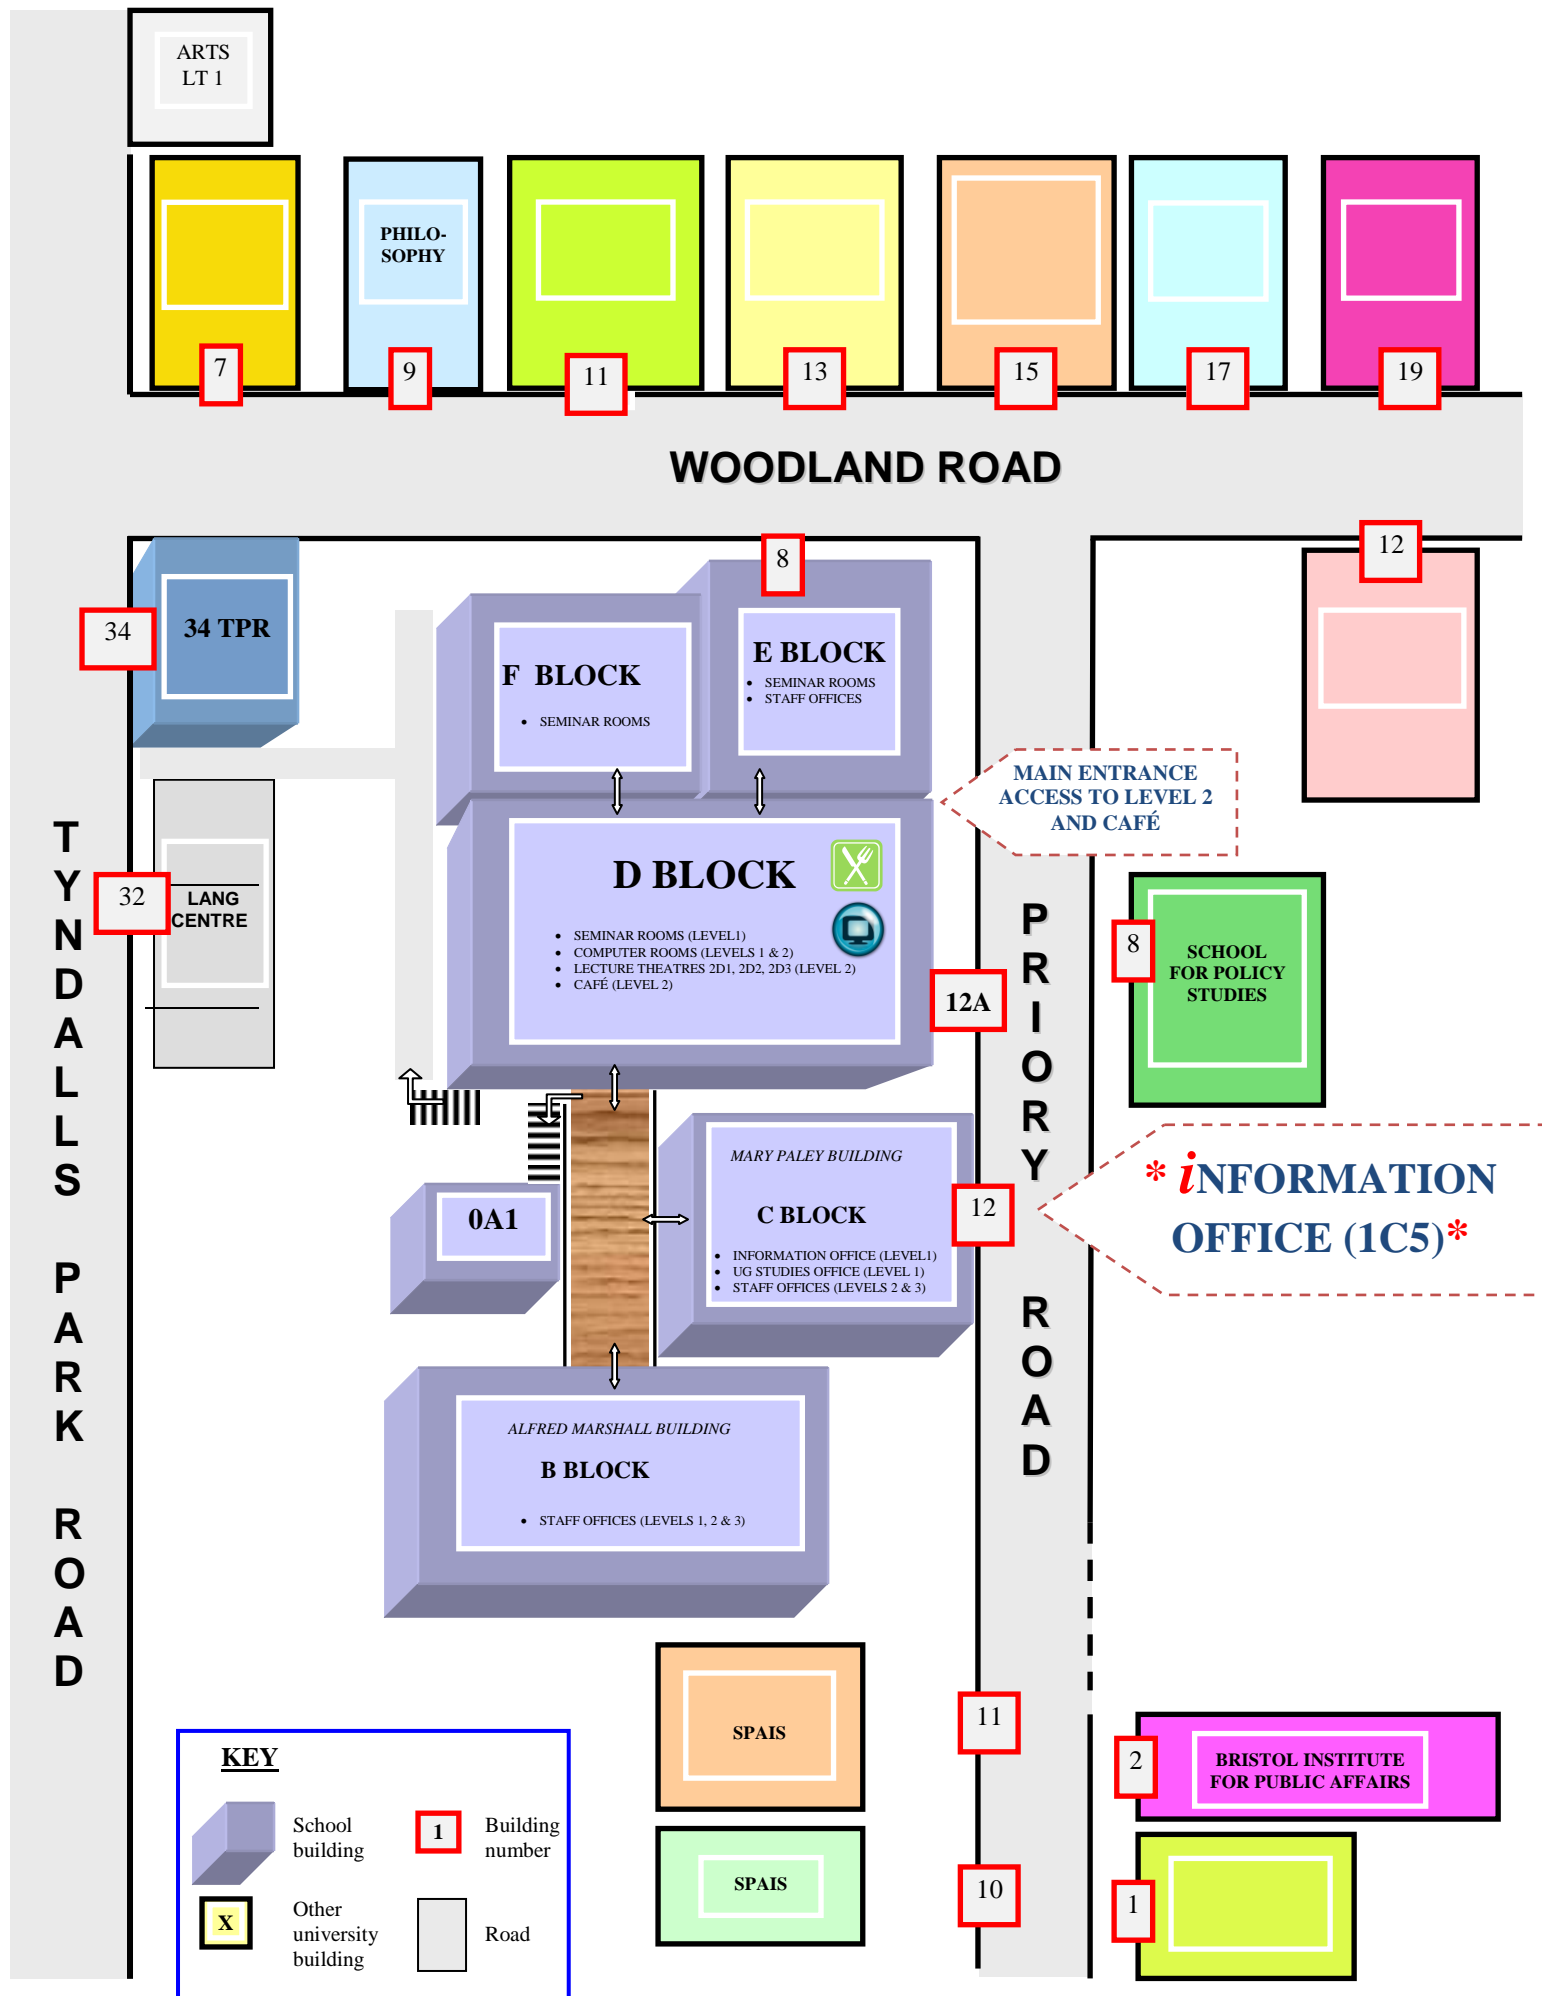 ARTS
LT 1
PHILO-
SOPHY
7
9
11
13
15
17
19
WOODLAND ROAD
8
12
34
34 TPR
F BLOCK
• SEMINAR ROOMS
E BLOCK
• SEMINAR ROOMS
• STAFF OFFICES
MAIN ENTRANCE
ACCESS TO LEVEL 2
AND CAFÉ
TYNDALLS PARK ROAD
32
LANG
CENTRE
D BLOCK
• SEMINAR ROOMS (LEVEL1)
• COMPUTER ROOMS (LEVELS 1 & 2)
• LECTURE THEATRES 2D1, 2D2, 2D3 (LEVEL 2)
• CAFÉ (LEVEL 2)
12A
PRIORY ROAD
8
SCHOOL
FOR POLICY
STUDIES
MARY PALEY BUILDING
C BLOCK
• INFORMATION OFFICE (LEVEL1)
• UG STUDIES OFFICE (LEVEL 1)
• STAFF OFFICES (LEVELS 2 & 3)
12
* iNFORMATION
OFFICE (1C5)*
0A1
ALFRED MARSHALL BUILDING
B BLOCK
• STAFF OFFICES (LEVELS 1, 2 & 3)
SPAIS
11
2
BRISTOL INSTITUTE
FOR PUBLIC AFFAIRS
SPAIS
10
1
KEY
School
building
1
Building
number
X
Other
university
building
Road